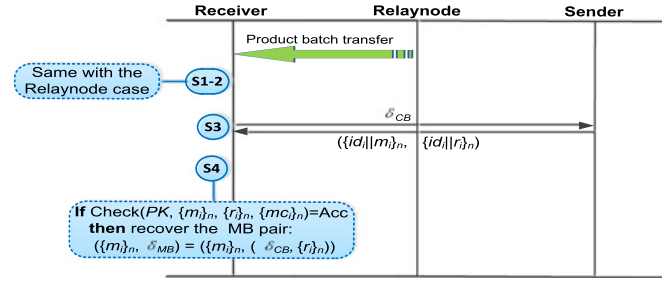 Receiver Relaynode Sender
Product batch transfer
Same with the
Relaynode case
S1-2
δCB
S3
({idi||mi}n, {idi||ri}n)
S4
If Check(PK, {mi}n, {ri}n, {mci}n)=Acc
then recover the MB pair:
({mi}n, δMB) = ({mi}n, ( δCB, {ri}n))